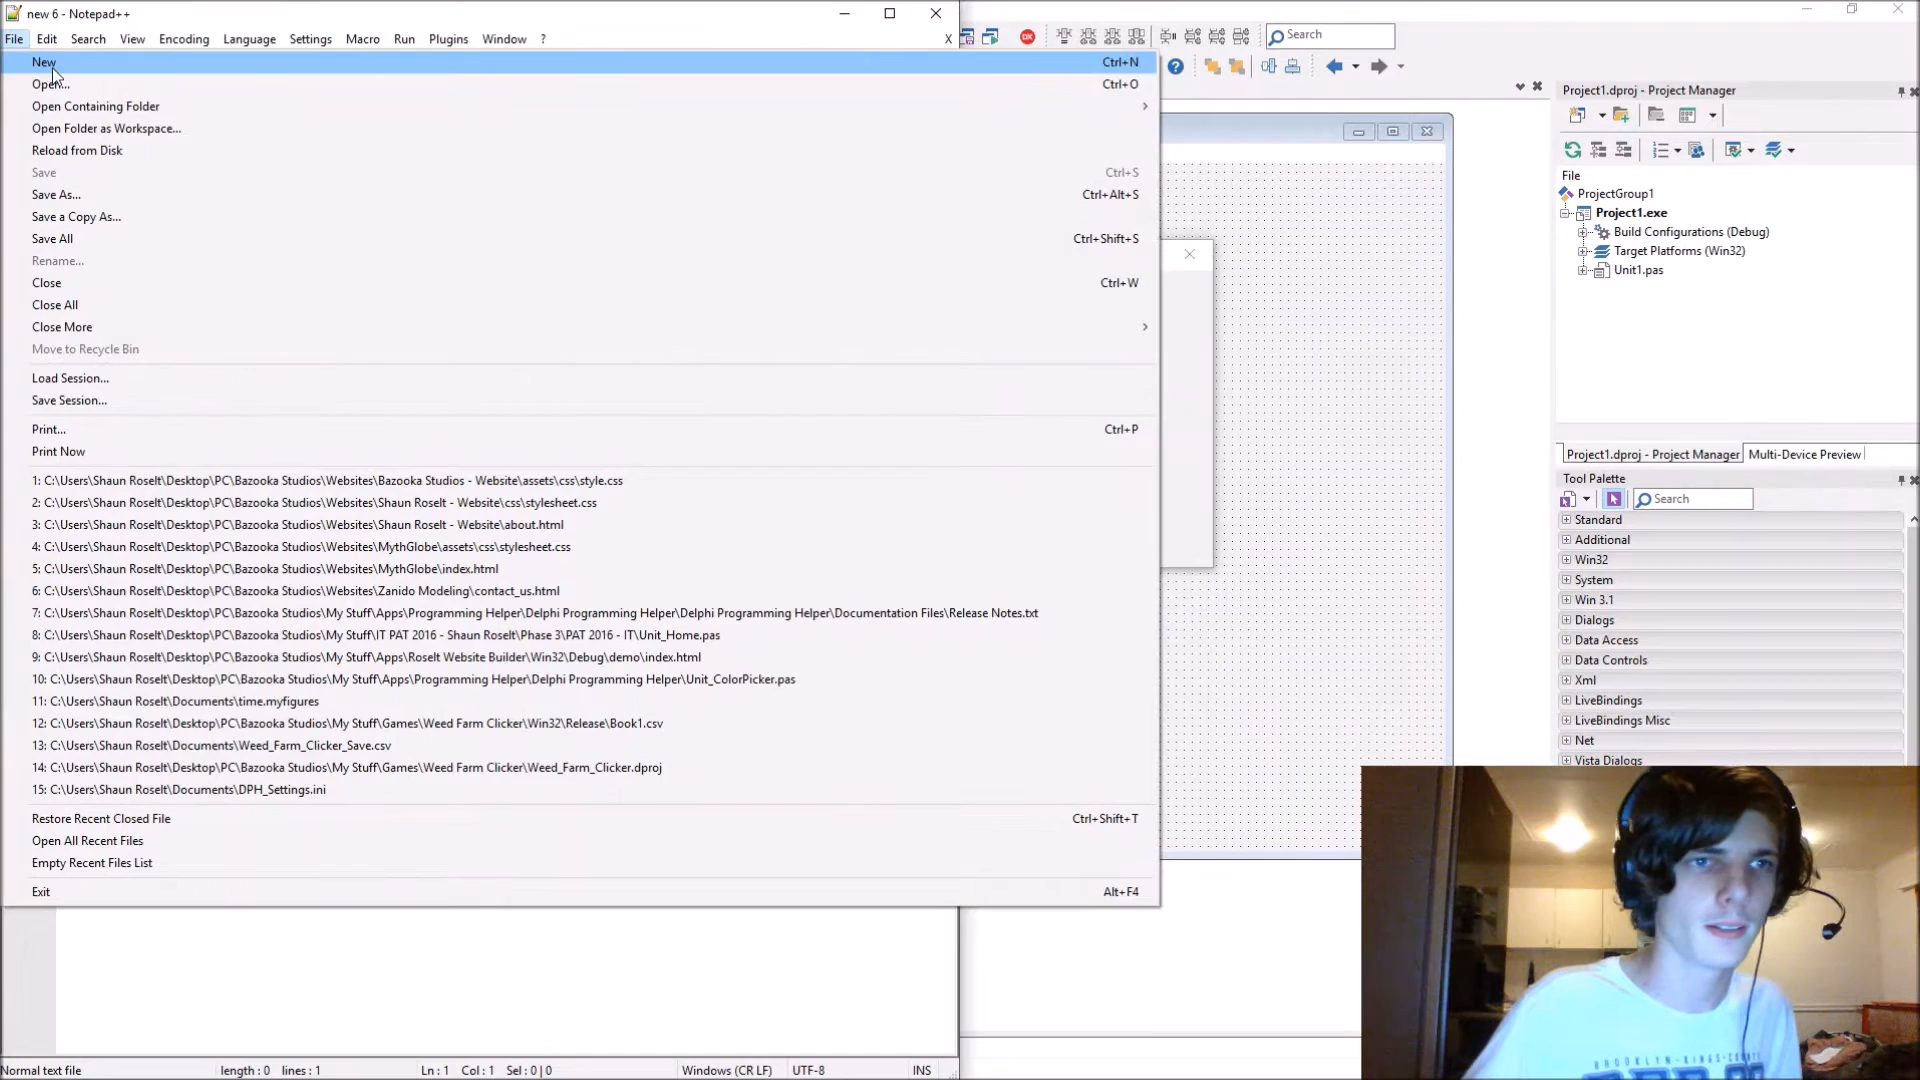 new 6 - Notepad++
File Edit Search View Encoding Language Settings Macro Run Plugins Window ? X
New Ctrl+N
Open... Ctrl+O
Open Containing Folder
Open Folder as Workspace...
Reload from Disk
Save Ctrl+S
Save As... Ctrl+Alt+S
Save a Copy As...
Save All Ctrl+Shift+S
Rename...
Close Ctrl+W
Close All
Close More
Move to Recycle Bin
Load Session...
Save Session...
Print... Ctrl+P
Print Now
1: C:\Users\Shaun Roselt\Desktop\PC\Bazooka Studios\Websites\Bazooka Studios - Website\assets\css\style.css
2: C:\Users\Shaun Roselt\Desktop\PC\Bazooka Studios\Websites\Shaun Roselt - Website\css\stylesheet.css
3: C:\Users\Shaun Roselt\Desktop\PC\Bazooka Studios\Websites\Shaun Roselt - Website\about.html
4: C:\Users\Shaun Roselt\Desktop\PC\Bazooka Studios\Websites\MythGlobe\assets\css\stylesheet.css
5: C:\Users\Shaun Roselt\Desktop\PC\Bazooka Studios\Websites\MythGlobe\index.html
6: C:\Users\Shaun Roselt\Desktop\PC\Bazooka Studios\Websites\Zanido Modeling\contact_us.html
7: C:\Users\Shaun Roselt\Desktop\PC\Bazooka Studios\My Stuff\Apps\Programming Helper\Delphi Programming Helper\Delphi Programming Helper\Documentation Files\Release Notes.txt
8: C:\Users\Shaun Roselt\Desktop\PC\Bazooka Studios\My Stuff\IT PAT 2016 - Shaun Roselt\Phase 3\PAT 2016 - IT\Unit_Home.pas
9: C:\Users\Shaun Roselt\Desktop\PC\Bazooka Studios\My Stuff\Apps\Roselt Website Builder\Win32\Debug\demo\index.html
10: C:\Users\Shaun Roselt\Desktop\PC\Bazooka Studios\My Stuff\Apps\Programming Helper\Delphi Programming Helper\Unit_ColorPicker.pas
11: C:\Users\Shaun Roselt\Documents\time.myfigures
12: C:\Users\Shaun Roselt\Desktop\PC\Bazooka Studios\My Stuff\Games\Weed Farm Clicker\Win32\Release\Book1.csv
13: C:\Users\Shaun Roselt\Documents\Weed_Farm_Clicker_Save.csv
14: C:\Users\Shaun Roselt\Desktop\PC\Bazooka Studios\My Stuff\Games\Weed Farm Clicker\Weed_Farm_Clicker.dproj
15: C:\Users\Shaun Roselt\Documents\DPH_Settings.ini
Restore Recent Closed File Ctrl+Shift+T
Open All Recent Files
Empty Recent Files List
Exit Alt+F4
Normal text file length : 0 lines : 1 Ln : 1 Col : 1 Sel : 0 | 0 Windows (CR LF) UTF-8 INS
DX Search
Project1.dproj - Project Manager
File
ProjectGroup1
Project1.exe
Build Configurations (Debug)
Target Platforms (Win32)
Unit1.pas
Project1.dproj - Project Manager Multi-Device Preview
Tool Palette
Search
Standard
Additional
Win32
System
Win 3.1
Dialogs
Data Access
Data Controls
Xml
LiveBindings
LiveBindings Misc
Net
Vista Dialogs